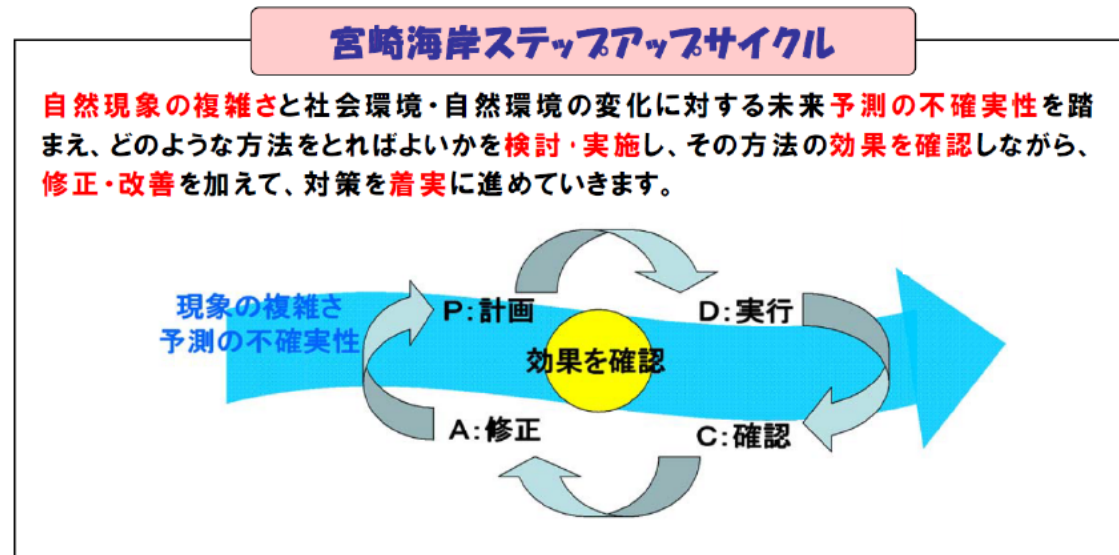 宮崎海岸ステップアップサイクル
自然現象の複雑さと社会環境・自然環境の変化に対する未来予測の不確実性を踏
まえ、どのような方法をとればよいかを検討・実施し、その方法の効果を確認しながら、
修正・改善を加えて、対策を着実に進めていきます。
現象の複雑さ
予測の不確実性
P:計画
D:実行
効果を確認
A:修正
C:確認